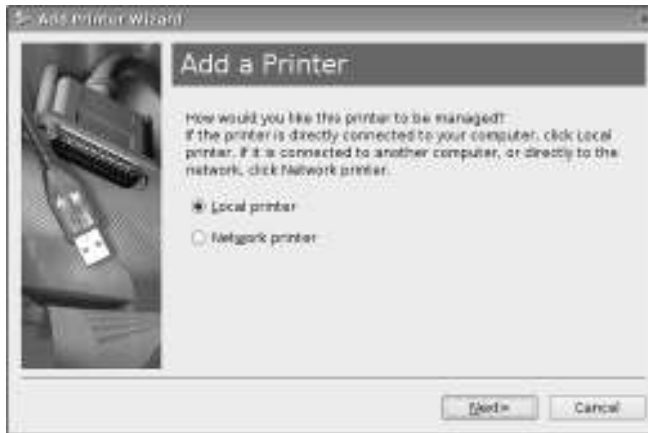 Add Printer Wizard
Add a Printer
How would you like this printer to be managed?
If the printer is directly connected to your computer, click Local
printer. If it is connected to another computer, or directly to the
network, click Network printer.
Local printer
Network printer
Next>
Cancel